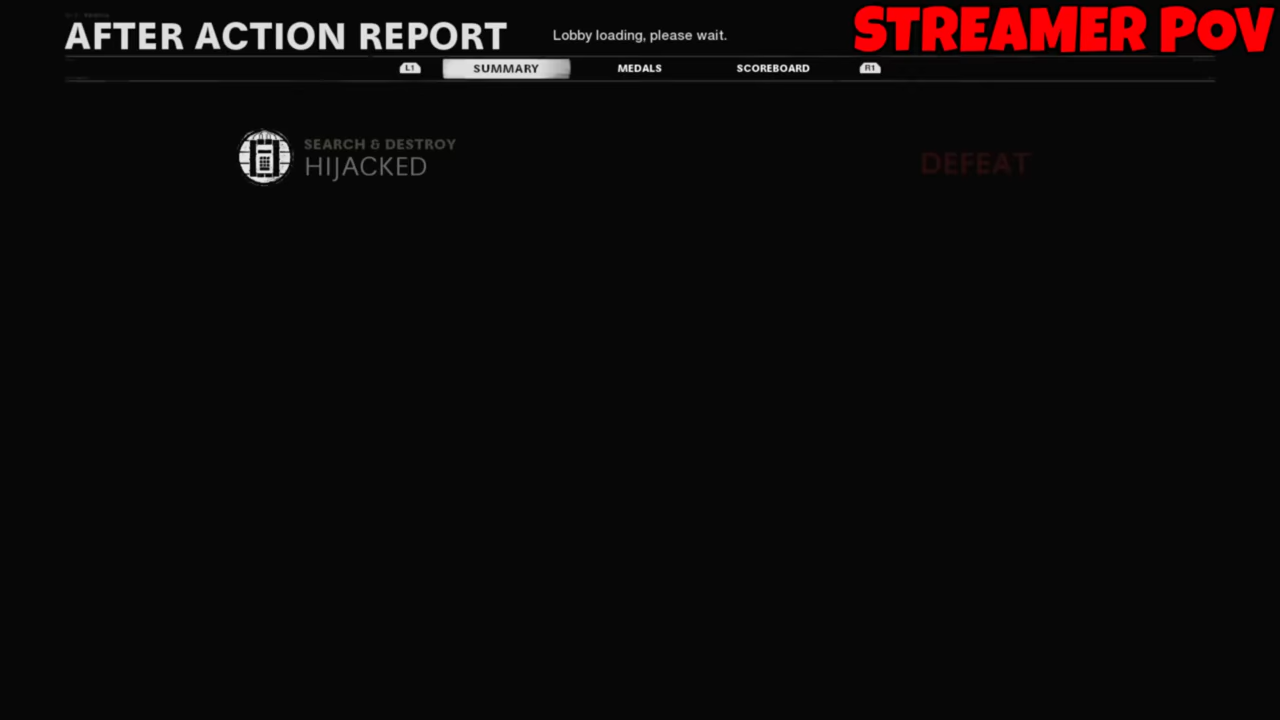 AFTER ACTION REPORT
Lobby loading, please wait.
STREAMER PoV
L1
SUMMARY
MEDALS
SCOREBOARD
R1
SEARCH & DESTROY
HIJACKED
DEFEAT